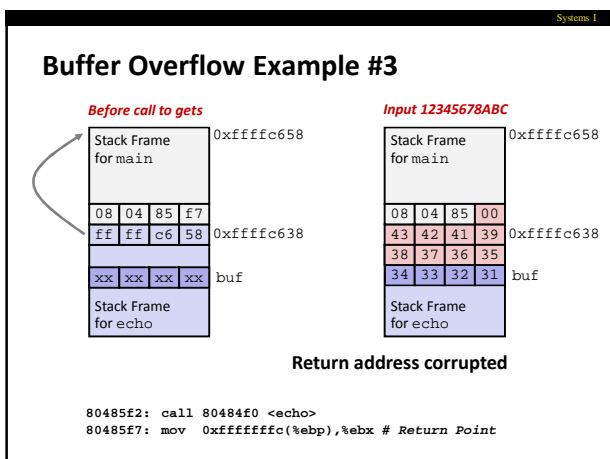 Systems I
Buffer Overflow Example #3
Before call to gets
Stack Frame
for main
0xffffc658
08 04 85 f7
ff ff c6 58 0xffffc638
xx xx xx xx buf
Stack Frame
for echo
Input 12345678ABC
Stack Frame
for main
0xffffc658
08 04 85 00
43 42 41 39 0xffffc638
38 37 36 35
34 33 32 31 buf
Stack Frame
for echo
Return address corrupted
80485f2: call 80484f0 <echo>
80485f7: mov 0xfffffffc(%ebp),%ebx # Return Point